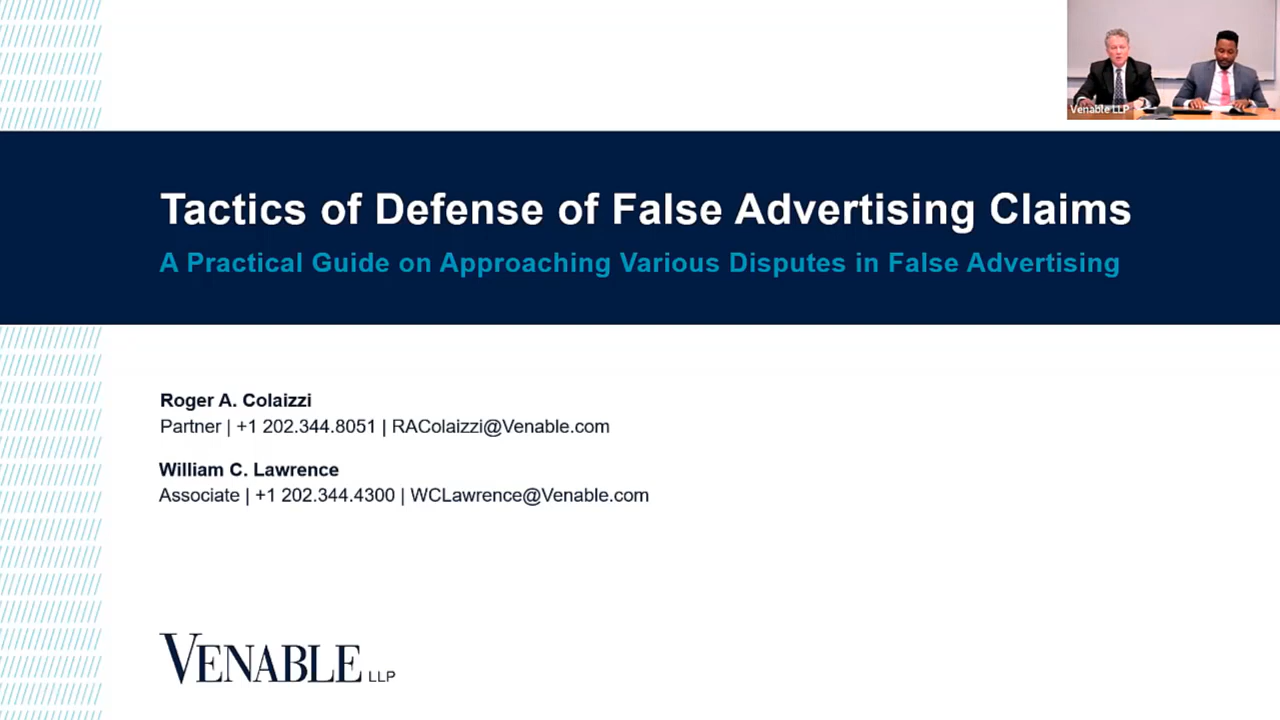 Venable LLP
Tactics of Defense of False Advertising Claims
A Practical Guide on Approaching Various Disputes in False Advertising
Roger A. Colaizzi
Partner | +1 202.344.8051 | RAColaizzi@Venable.com
William C. Lawrence
Associate | +1 202.344.4300 | WCLawrence@Venable.com
VENABLE LLP